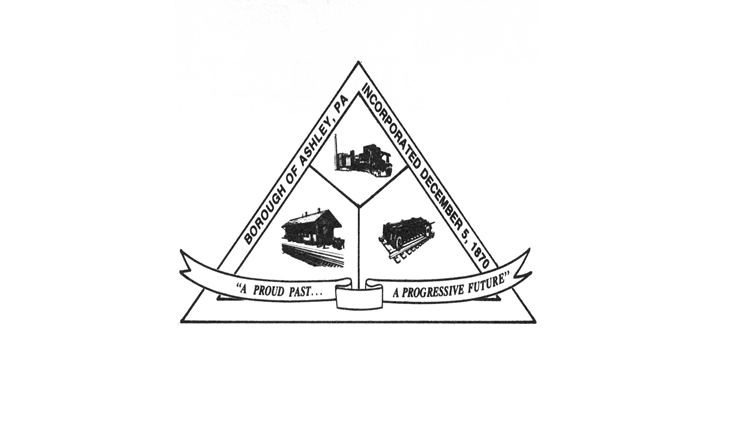 BOROUGH OF ASHLEY, PA
INCORPORATED DECEMBER 5, 1870
"A PROUD PAST...
A PROGRESSIVE FUTURE"